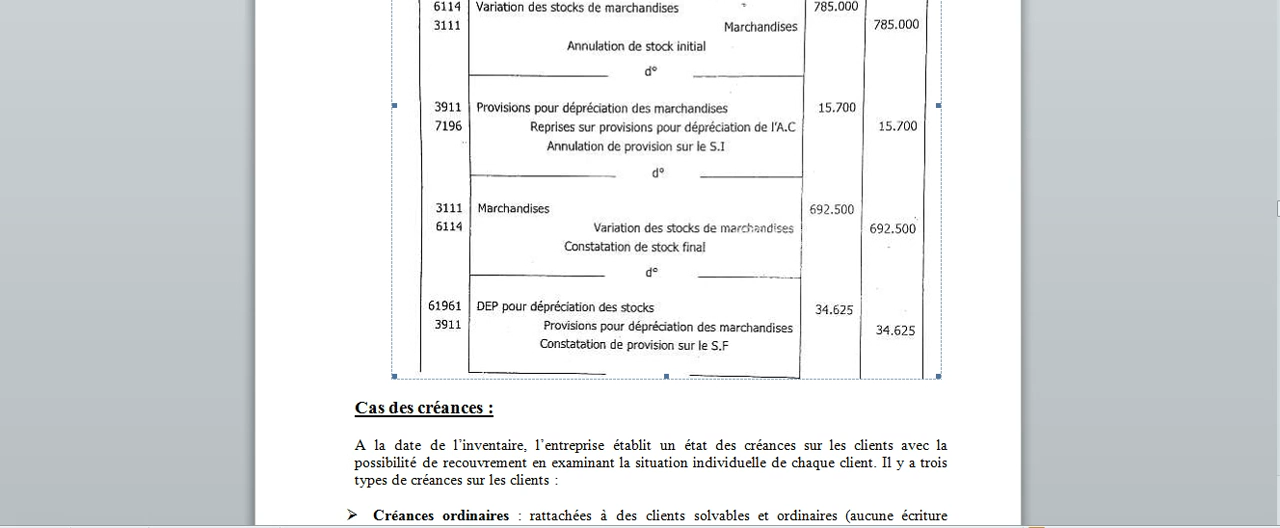 6114 Variation des stocks de marchandises 785.000
3111 Marchandises 785.000
Annulation de stock initial
d°
3911 Provisions pour dépréciation des marchandises 15.700
7196 Reprises sur provisions pour dépréciation de l'A.C 15.700
Annulation de provision sur le S.I
d°
3111 Marchandises 692.500
6114 Variation des stocks de marchandises 692.500
Constatation de stock final
d°
61961 DEP pour dépréciation des stocks 34.625
3911 Provisions pour dépréciation des marchandises 34.625
Constatation de provision sur le S.F
Cas des créances :
A la date de l'inventaire, l'entreprise établit un état des créances sur les clients avec la
possibilité de recouvrement en examinant la situation individuelle de chaque client. Il y a trois
types de créances sur les clients :
➢ Créances ordinaires : rattachées à des clients solvables et ordinaires (aucune écriture